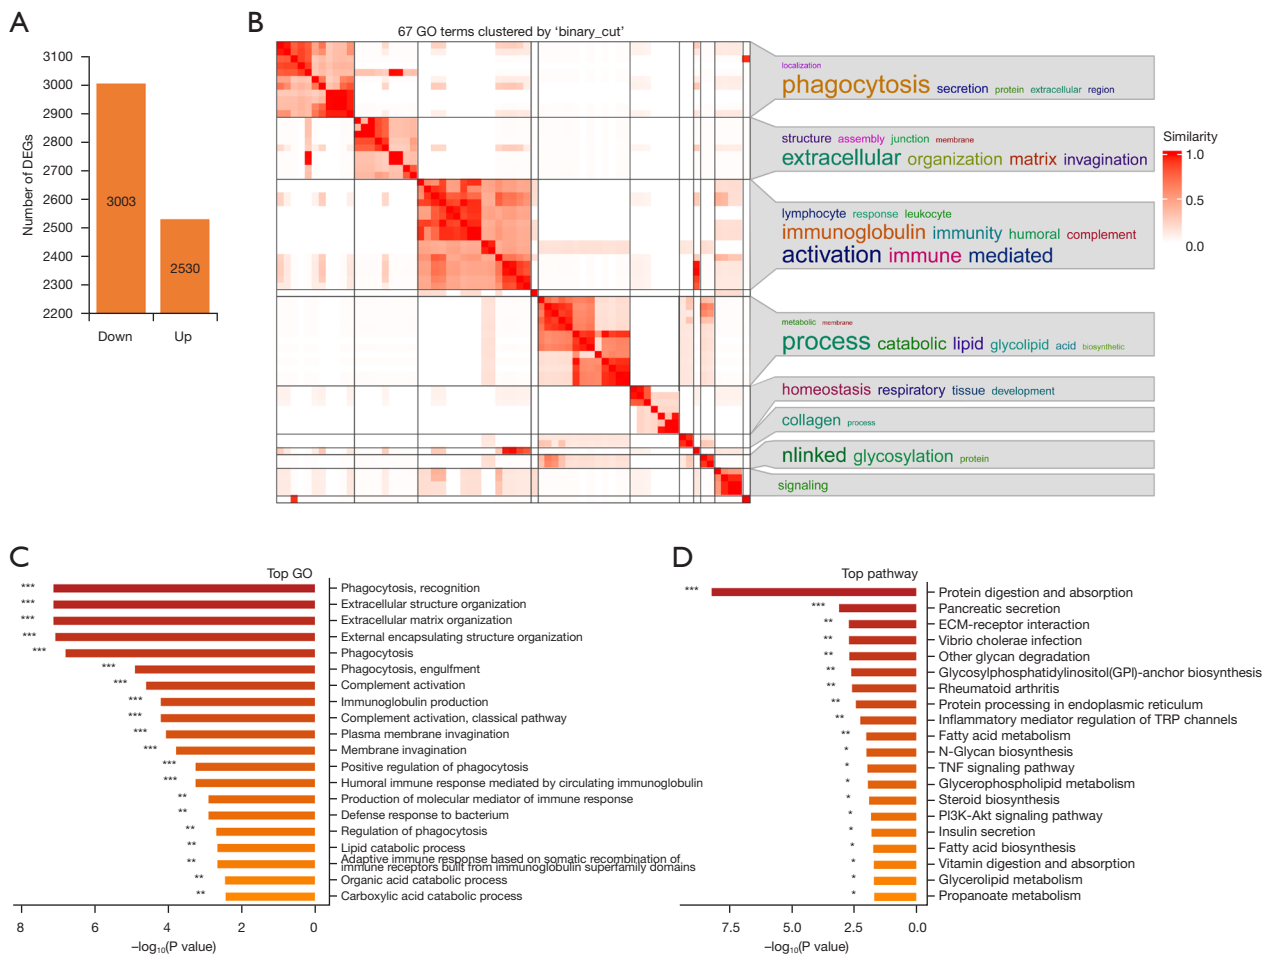 A
3100
3000
2900
2800
2700
2600
2500
2400
2300
2200
Number of DEGs
3003
2530
Down
Up
B
67 GO terms clustered by ‘binary_cut’
localization
phagocytosis secretion protein extracellular region
structure assembly junction membrane
extracellular organization matrix invagination
lymphocyte response leukocyte
immunoglobulin immunity humoral complement
activation immune mediated
metabolic membrane
process catabolic lipid glycolipid acid biosynthetic
homeostasis respiratory tissue development
collagen process
nlinked glycosylation protein
signaling
Similarity
1.0
0.5
0.0
C
Top GO
*** Phagocytosis, recognition
*** Extracellular structure organization
*** Extracellular matrix organization
*** External encapsulating structure organization
*** Phagocytosis
*** Phagocytosis, engulfment
*** Complement activation
*** Immunoglobulin production
*** Complement activation, classical pathway
*** Plasma membrane invagination
*** Membrane invagination
*** Positive regulation of phagocytosis
*** Humoral immune response mediated by circulating immunoglobulin
** Production of molecular mediator of immune response
** Defense response to bacterium
** Regulation of phagocytosis
** Lipid catabolic process
** Adaptive immune response based on somatic recombination of
immune receptors built from immunoglobulin superfamily domains
** Organic acid catabolic process
** Carboxylic acid catabolic process
8 6 4 2 0
–log₁₀(P value)
D
Top pathway
*** Protein digestion and absorption
*** Pancreatic secretion
** ECM-receptor interaction
** Vibrio cholerae infection
** Other glycan degradation
** Glycosylphosphatidylinositol(GPI)-anchor biosynthesis
** Rheumatoid arthritis
** Protein processing in endoplasmic reticulum
** Inflammatory mediator regulation of TRP channels
** Fatty acid metabolism
* N-Glycan biosynthesis
* TNF signaling pathway
* Glycerophospholipid metabolism
* Steroid biosynthesis
* PI3K-Akt signaling pathway
* Insulin secretion
* Fatty acid biosynthesis
* Vitamin digestion and absorption
* Glycerolipid metabolism
* Propanoate metabolism
7.5 5.0 2.5 0.0
–log₁₀(P value)